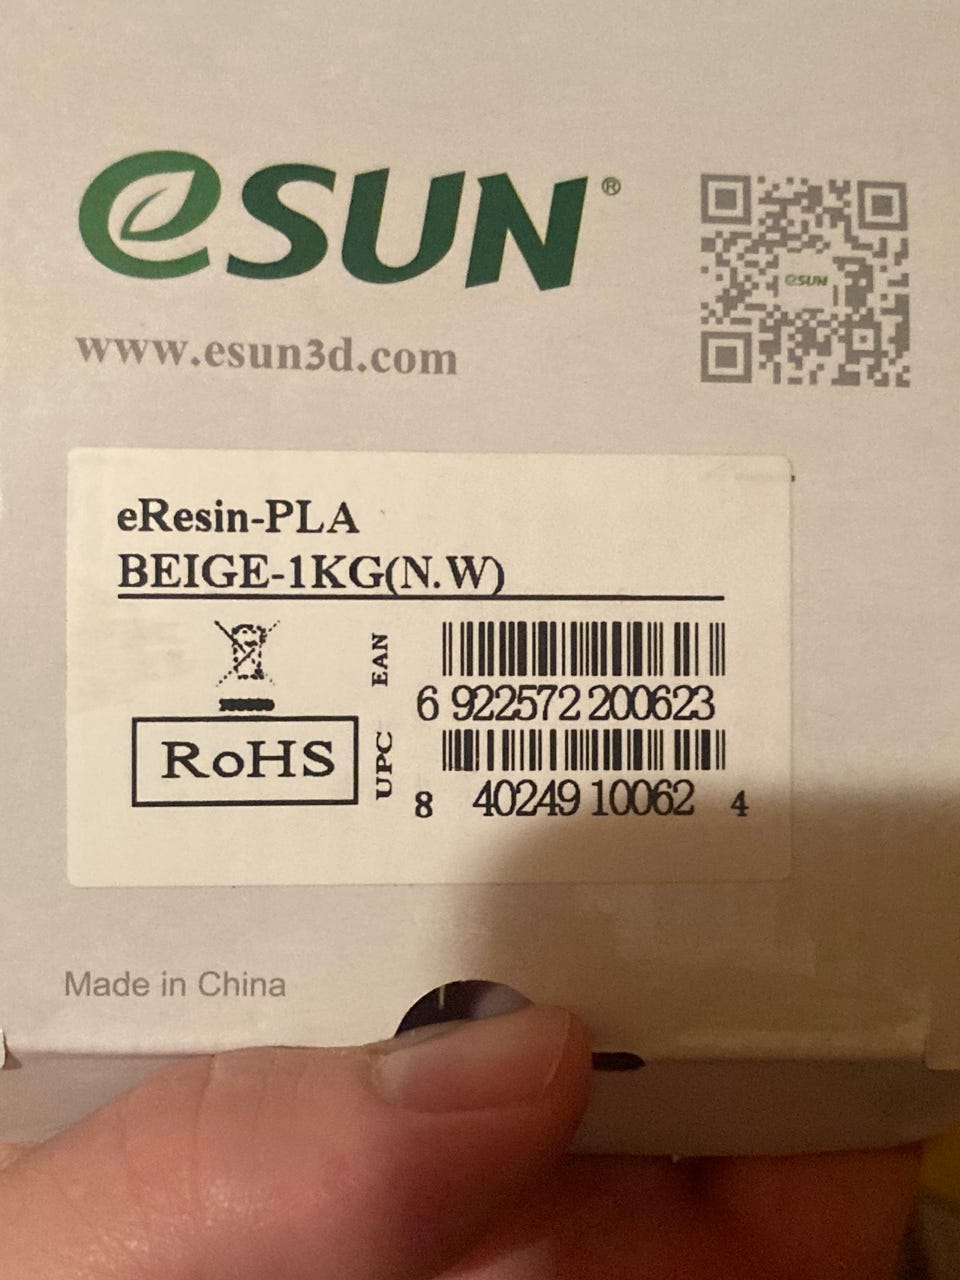 eSUN®
eSUN
www.esun3d.com
eResin-PLA
BEIGE-1KG(N.W)
EAN
6 922572 200623
RoHS
UPC
8 40249 10062 4
Made in China